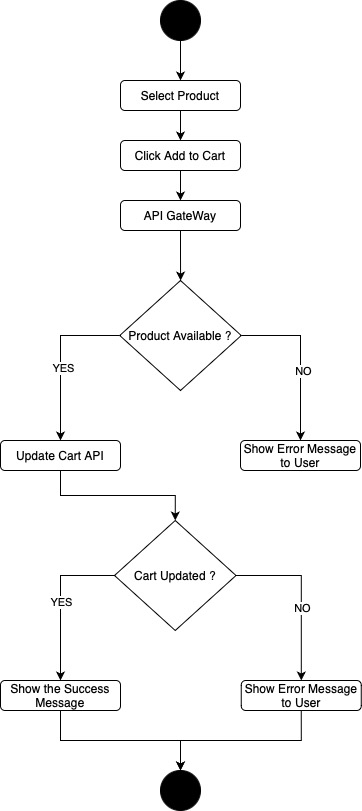 Select Product
Click Add to Cart
API GateWay
Product Available ?
YES
NO
Update Cart API
Show Error Message
to User
Cart Updated ?
YES
NO
Show the Success
Message
Show Error Message
to User